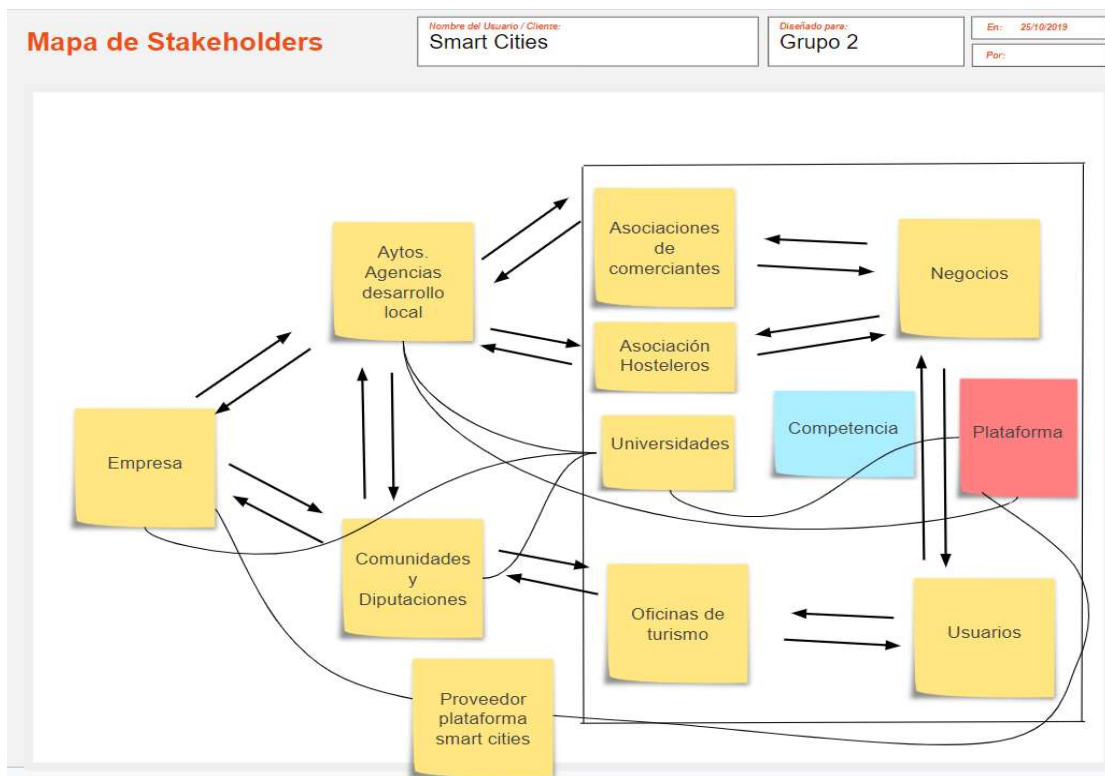 Mapa de Stakeholders
Nombre del Usuario / Cliente:
Smart Cities
Diseñado para:
Grupo 2
En: 25/10/2019
Por:
Aytos.
Agencias
desarrollo
local
Asociaciones
de
comerciantes
Negocios
Asociación
Hosteleros
Empresa
Universidades
Competencia
Plataforma
Comunidades
y
Diputaciones
Oficinas de
turismo
Usuarios
Proveedor
plataforma
smart cities